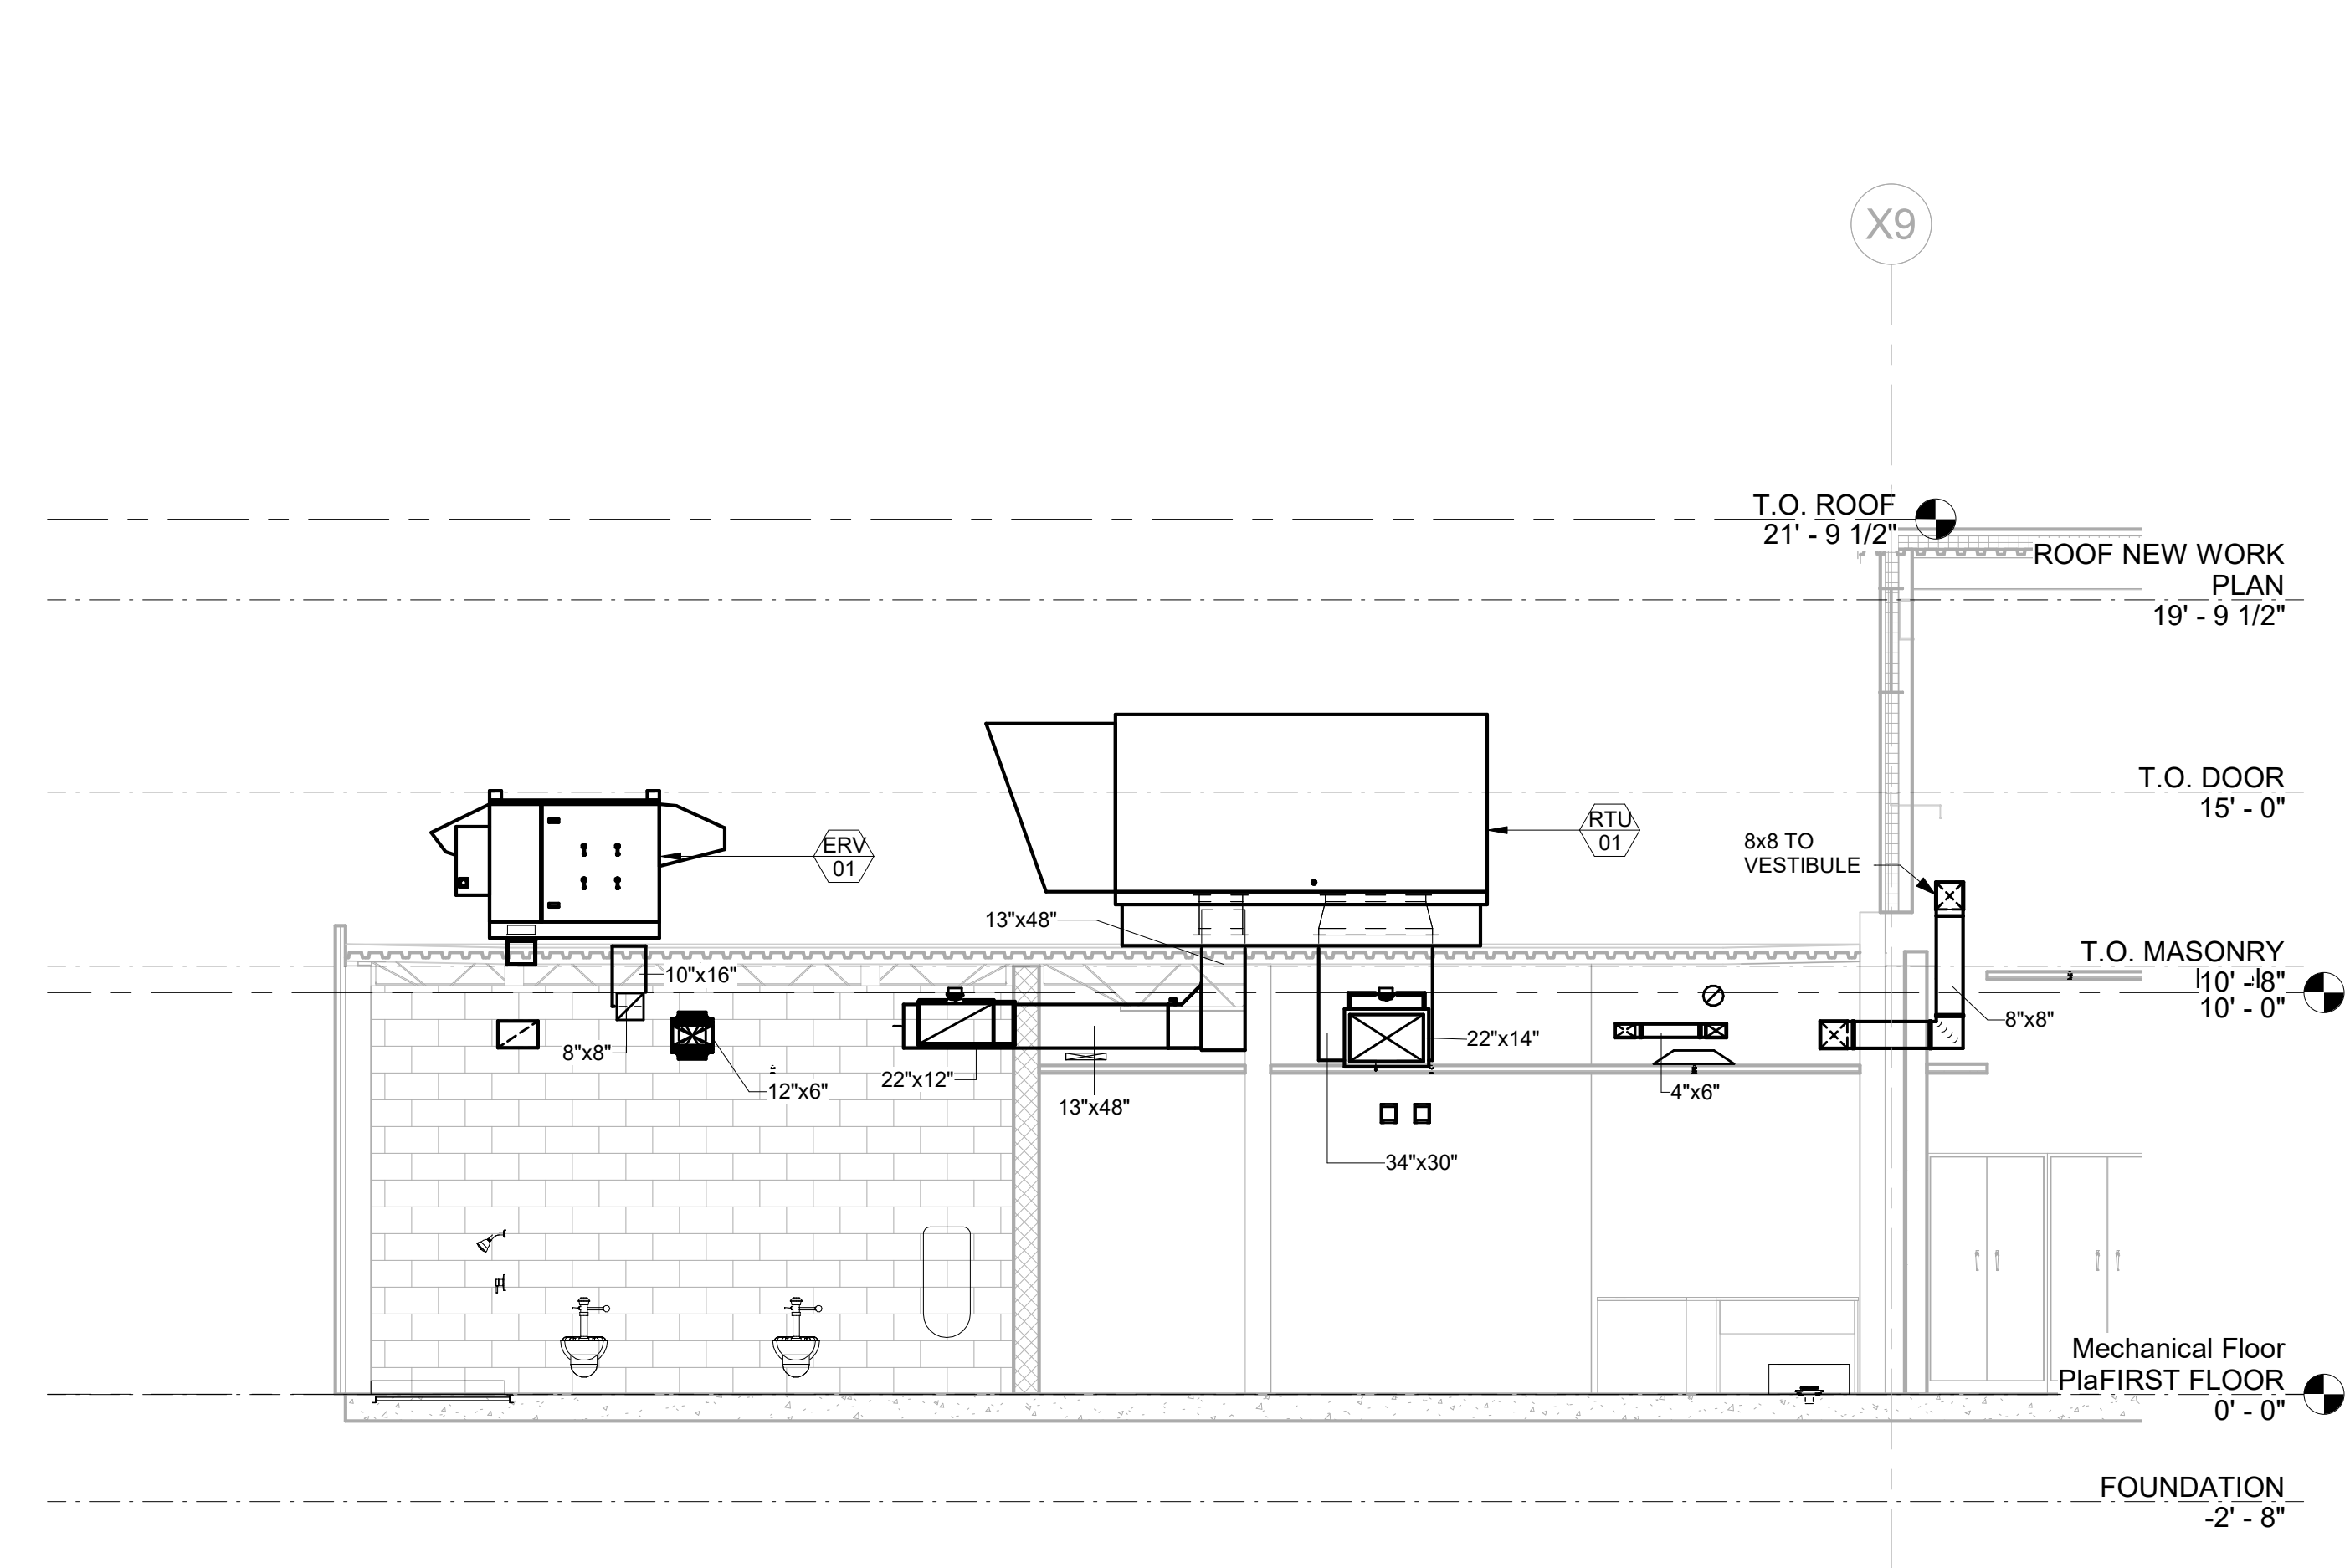 X9
T.O. ROOF
21' - 9 1/2"
ROOF NEW WORK
PLAN
19' - 9 1/2"
T.O. DOOR
15' - 0"
RTU
01
ERV
01
8x8 TO
VESTIBULE
13"x48"
T.O. MASONRY
10' - 8"
10' - 0"
10"x16"
8"x8"
22"x14"
8"x8"
22"x12"
12"x6"
4"x6"
13"x48"
34"x30"
Mechanical Floor
PlaFIRST FLOOR
0' - 0"
FOUNDATION
-2' - 8"